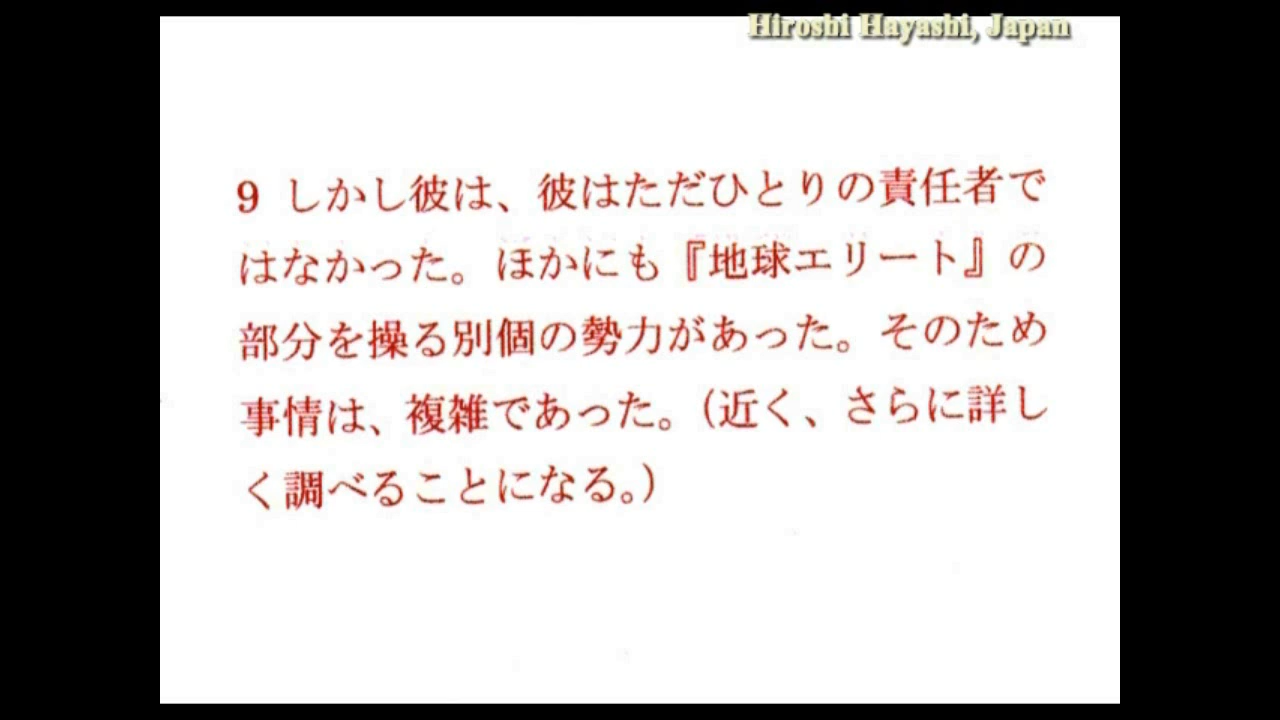 Hiroshi Hayashi, Japan
9 しかし彼は、彼はただひとりの責任者で
はなかった。ほかにも『地球エリート』の
部分を操る別個の勢力があった。そのため
事情は、複雑であった。（近く、さらに詳し
く調べることになる。）